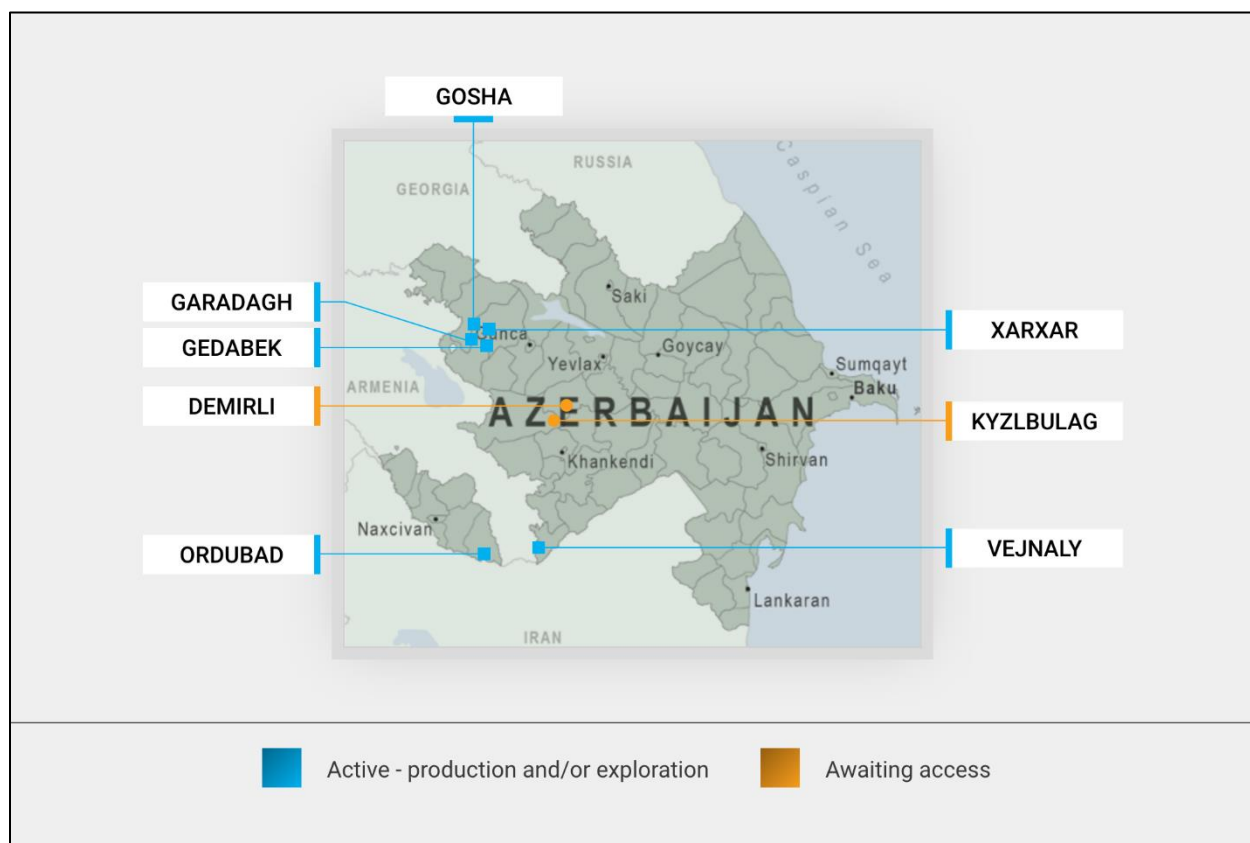 GOSHA
RUSSIA
GEORGIA
Caspian Sea
Saki
GARADAGH
XARXAR
GEDABEK
Yevlax
Goycay
Sumqayt
ARMENIA
Baku
DEMIRLI
AZERBAIJAN
KYZLBULAG
Khankendi
Shirvan
Naxcivan
ORDUBAD
VEJNALY
Lankaran
IRAN
Active - production and/or exploration
Awaiting access